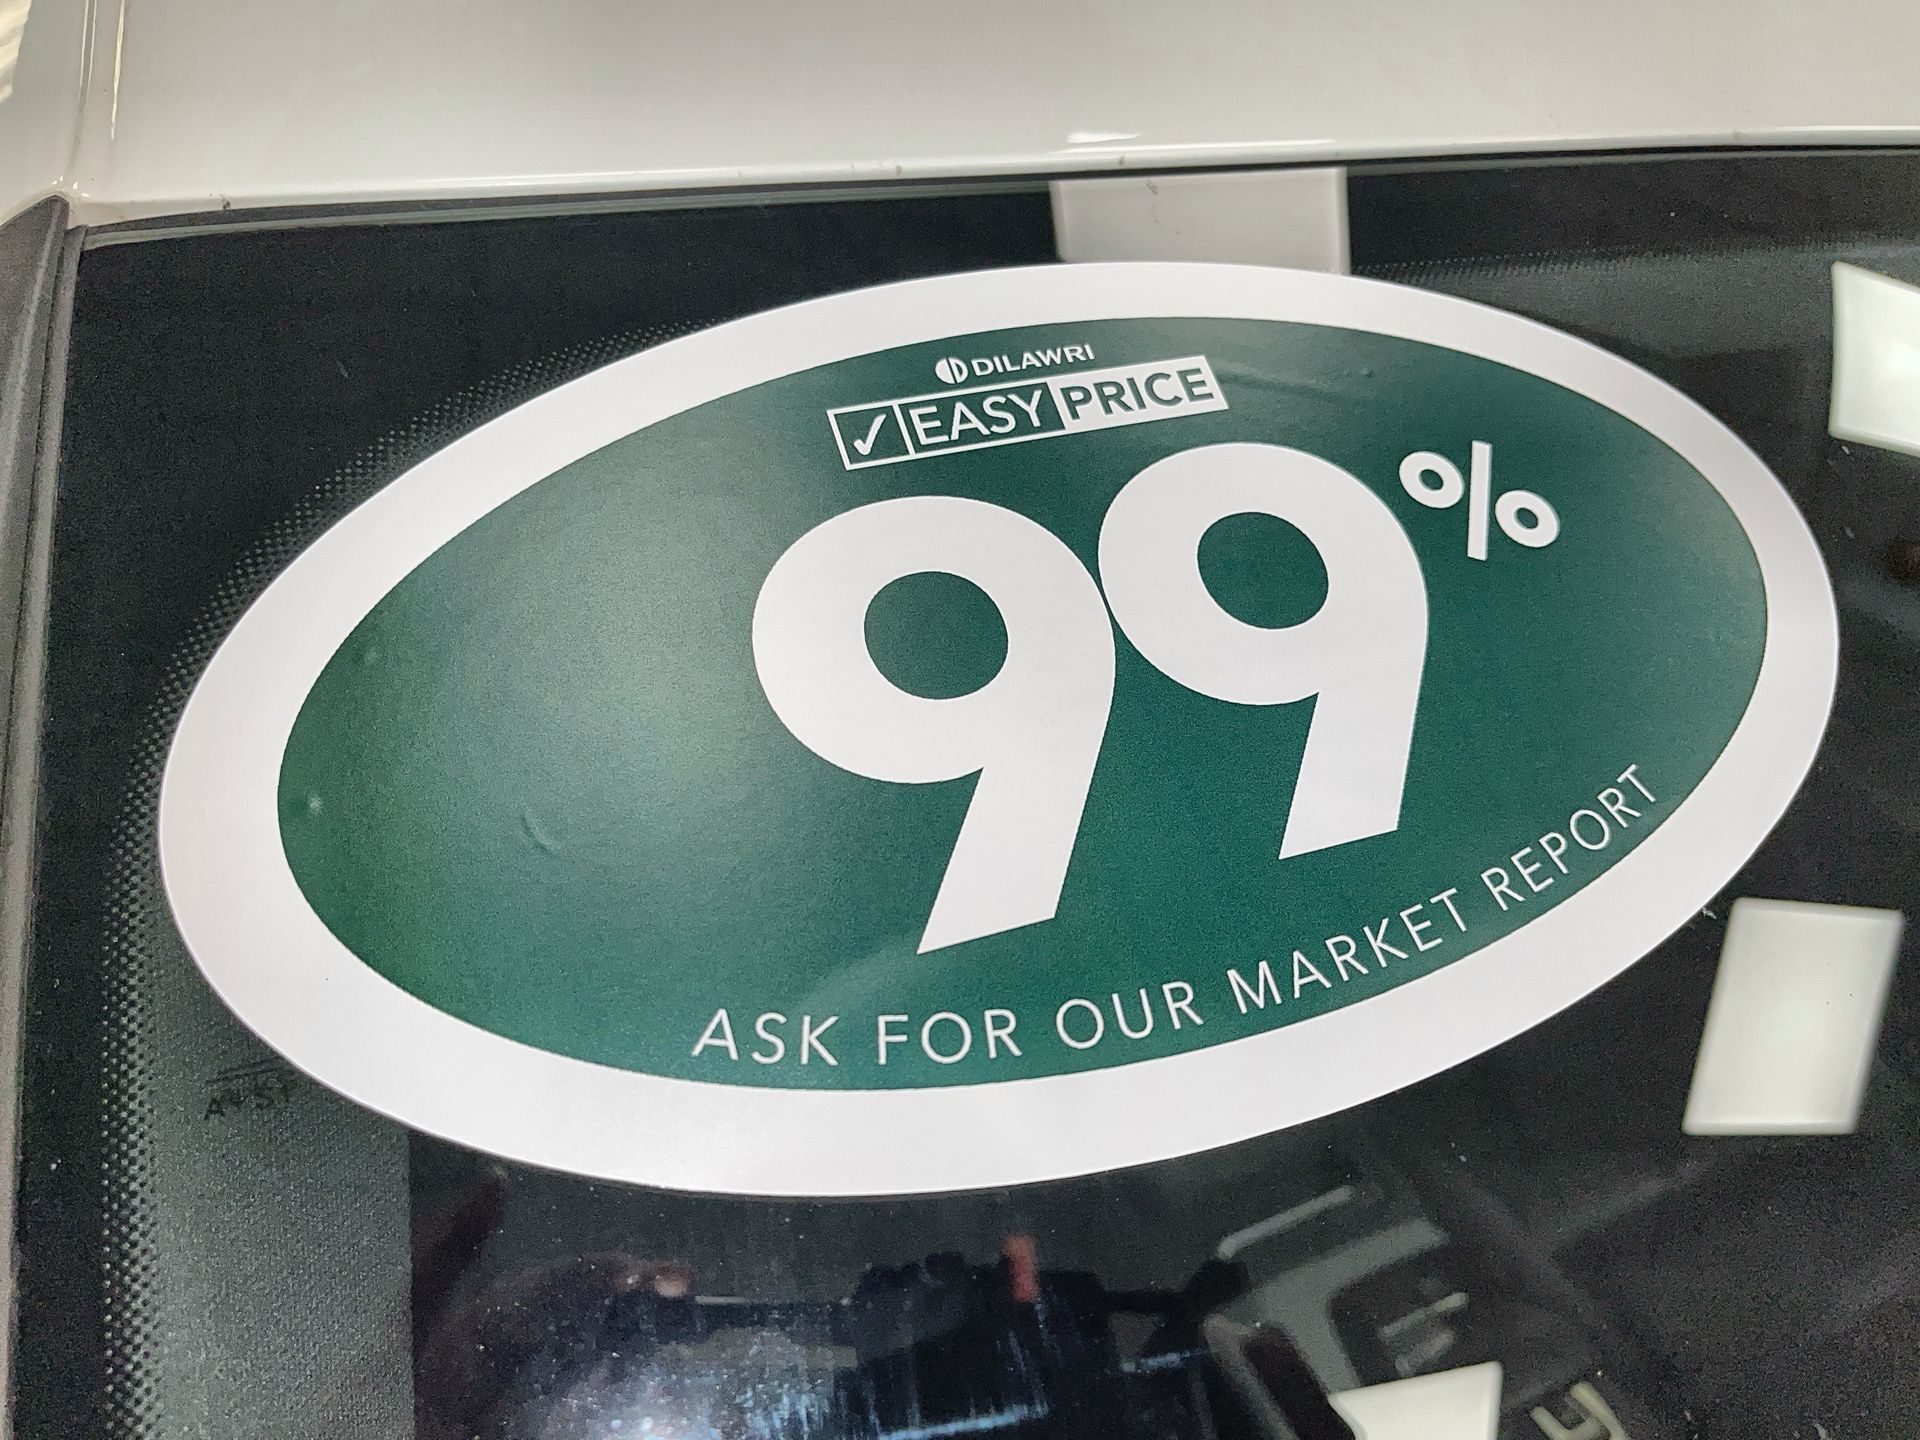 DILAWRI
✓ EASY PRICE
99%
ASK FOR OUR MARKET REPORT